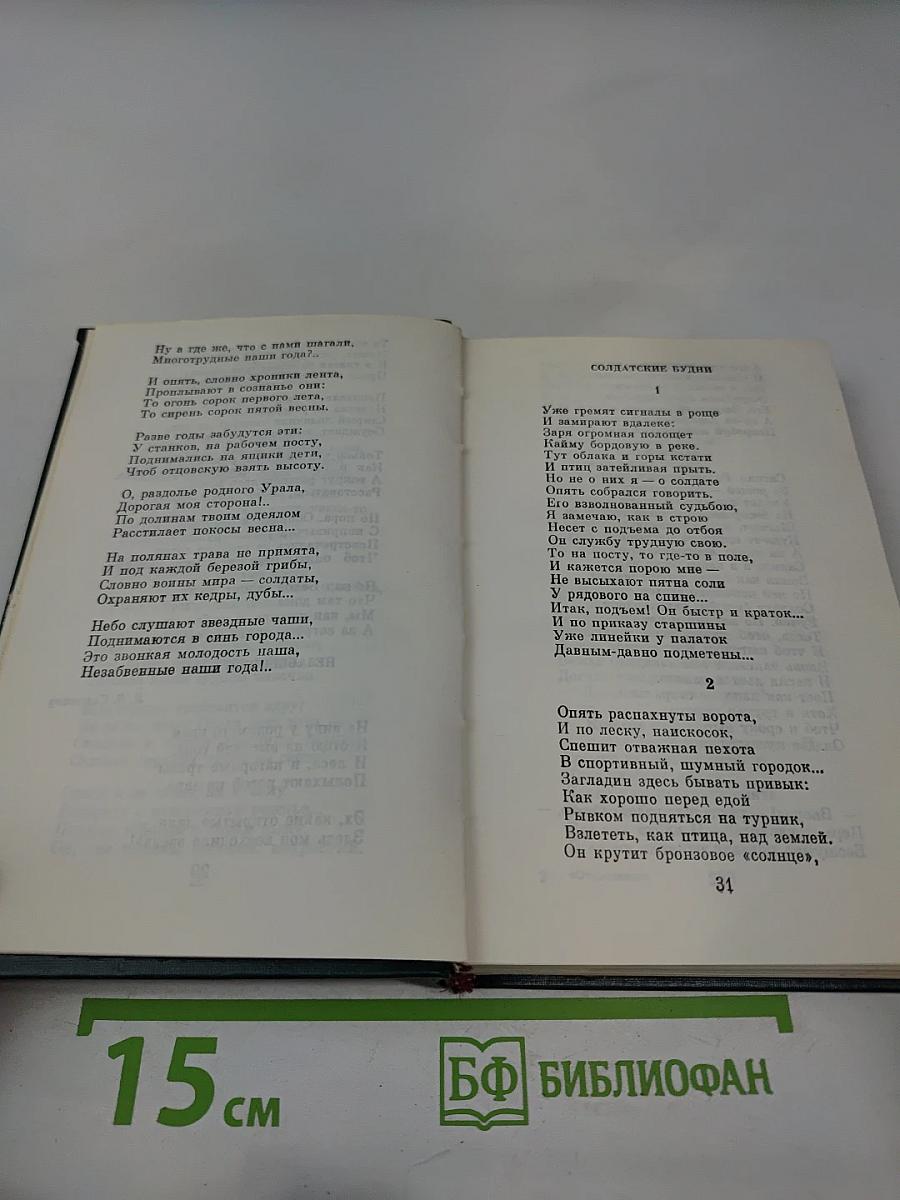 Ну а где же, что с нами шагали,
Многотрудные наши года?..
И опять, словно хроники лента,
Проплывают в сознанье они:
То огонь сорок первого лета,
То сирень сорок пятой весны.
Разве годы забудутся эти:
У станков, на рабочем посту,
Поднимались на ящики дети,
Чтоб отцовскую взять высоту.
О, раздолье родного Урала,
Дорогая моя сторона!..
По долинам твоим одеялом
Расстилает покосы весна...
На полянах трава не примята,
И под каждой березой грибы,
Словно воины мира — солдаты,
Охраняют их кедры, дубы...
Небо слушают звездные чаши,
Поднимаются в синь города...
Это звонкая молодость наша,
Незабвенные наши года!..
СОЛДАТСКИЕ БУДНИ
1
Уже гремят сигналы в роще
И замирают вдалеке:
Заря огромная полощет
Кайму бордовую в реке.
Тут облака и горы кстати
И птиц затейливая прыть.
Но не о них я — о солдате
Опять собрался говорить.
Его взволнованный судьбою,
Я замечаю, как в строю
Несет с подъема до отбоя
Он службу трудную свою.
То на посту, то где-то в поле,
И кажется порою мне —
Не высыхают пятна соли
У рядового на спине...
Итак, подъем! Он быстр и краток...
И по приказу старшины
Уже линейки у палаток
Давным-давно подметены...
2
Опять распахнуты ворота,
И по леску, наискосок,
Спешит отважная пехота
В спортивный, шумный городок...
Загладин здесь бывать привык:
Как хорошо перед едой
Рывком подняться на турник,
Взлететь, как птица, над землей.
Он крутит бронзовое «солнце»,
31
15 см
БФ БИБЛИОФАН